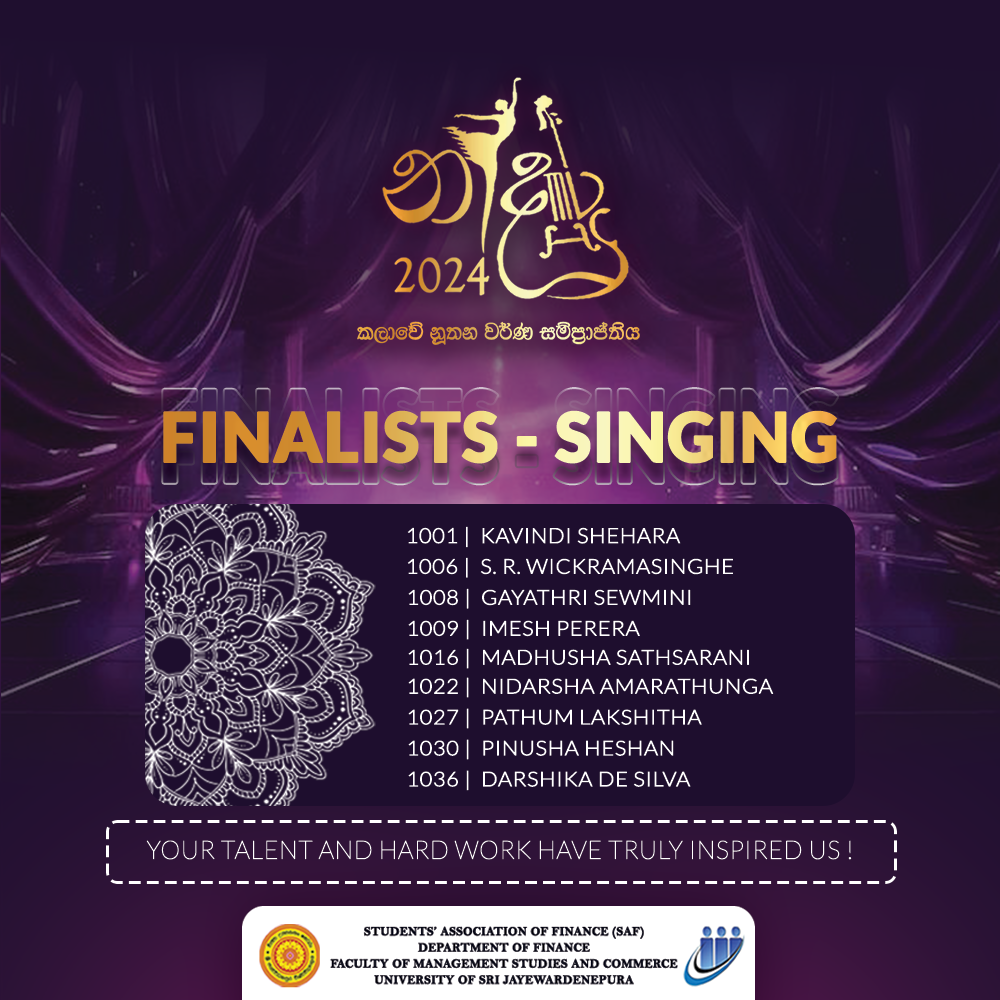 නාද
2024
කලාවේ නූතන වර්ණ සම්ප්‍රාප්තිය
FINALISTS - SINGING
1001 | KAVINDI SHEHARA
1006 | S. R. WICKRAMASINGHE
1008 | GAYATHRI SEWMINI
1009 | IMESH PERERA
1016 | MADHUSHA SATHSARANI
1022 | NIDARSHA AMARATHUNGA
1027 | PATHUM LAKSHITHA
1030 | PINUSHA HESHAN
1036 | DARSHIKA DE SILVA
YOUR TALENT AND HARD WORK HAVE TRULY INSPIRED US !
STUDENTS' ASSOCIATION OF FINANCE (SAF)
DEPARTMENT OF FINANCE
FACULTY OF MANAGEMENT STUDIES AND COMMERCE
UNIVERSITY OF SRI JAYEWARDENEPURA